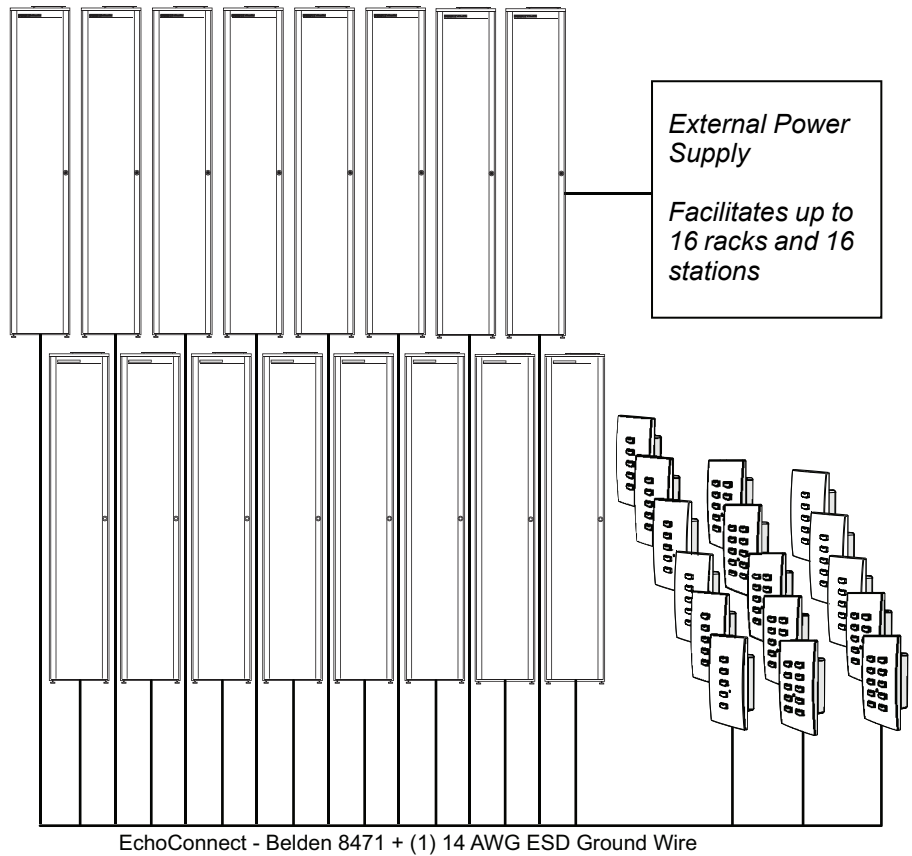 External Power
Supply
Facilitates up to
16 racks and 16
stations
EchoConnect - Belden 8471 + (1) 14 AWG ESD Ground Wire